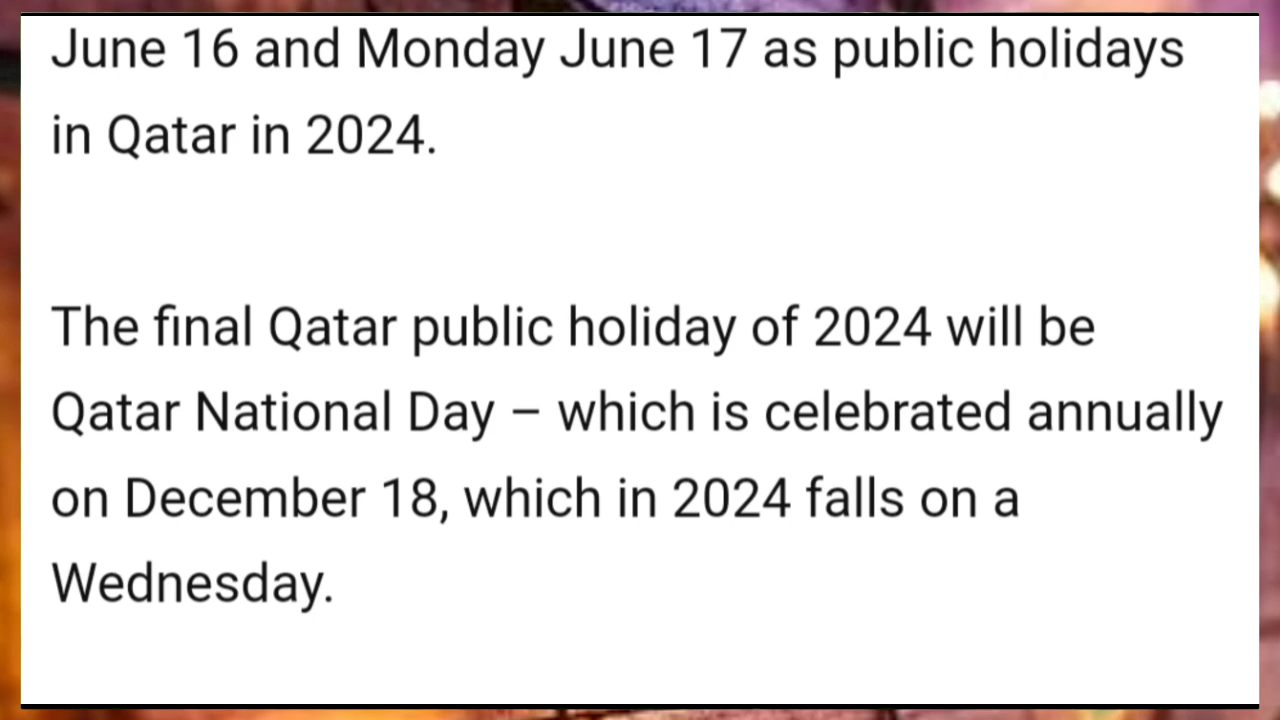 June 16 and Monday June 17 as public holidays
in Qatar in 2024.
The final Qatar public holiday of 2024 will be
Qatar National Day – which is celebrated annually
on December 18, which in 2024 falls on a
Wednesday.